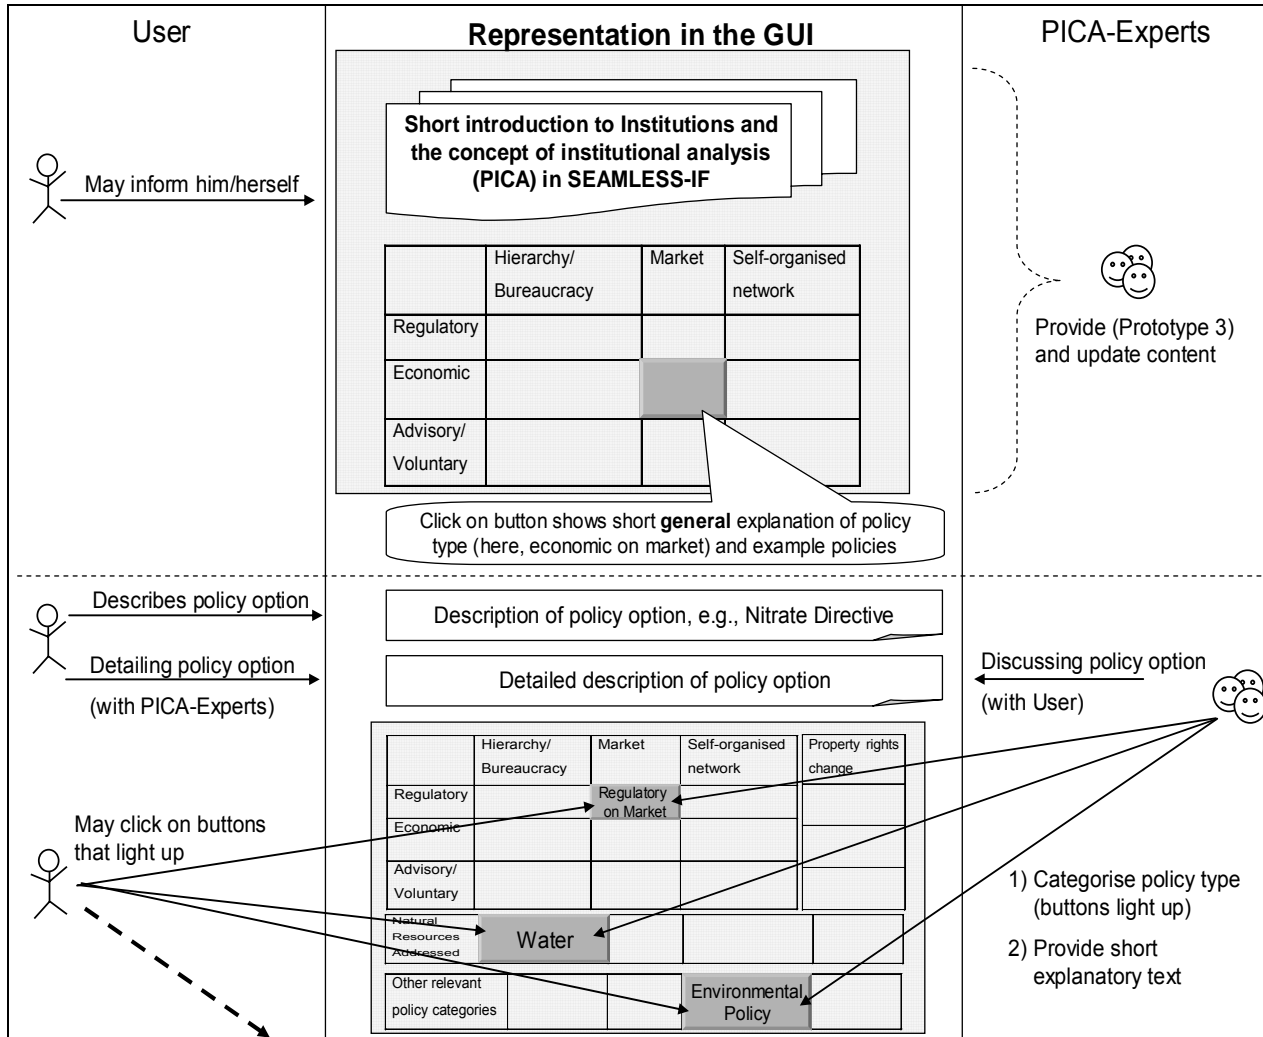 User
Representation in the GUI
PICA-Experts
Short introduction to Institutions and
the concept of institutional analysis
(PICA) in SEAMLESS-IF
May inform him/herself
Hierarchy/
Bureaucracy
Market
Self-organised
network
Regulatory
Economic
Advisory/
Voluntary
Provide (Prototype 3)
and update content
Click on button shows short general explanation of policy
type (here, economic on market) and example policies
Describes policy option
Description of policy option, e.g., Nitrate Directive
Detailing policy option
(with PICA-Experts)
Detailed description of policy option
Discussing policy option
(with User)
Hierarchy/
Bureaucracy
Market
Self-organised
network
Property rights
change
Regulatory
Regulatory
on Market
Economic
Advisory/
Voluntary
May click on buttons
that light up
Natural
Resources
Addressed
Water
Other relevant
policy categories
Environmental
Policy
1) Categorise policy type
(buttons light up)
2) Provide short
explanatory text